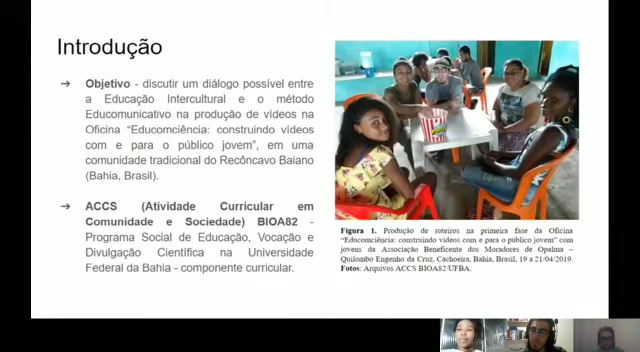 Introdução
➔ Objetivo - discutir um diálogo possível entre
a Educação Intercultural e o método
Educomunicativo na produção de vídeos na
Oficina “Educomciência: construindo vídeos
com e para o público jovem”, em uma
comunidade tradicional do Recôncavo Baiano
(Bahia, Brasil).
➔ ACCS (Atividade Curricular em
Comunidade e Sociedade) BIOA82 -
Programa Social de Educação, Vocação e
Divulgação Científica na Universidade
Federal da Bahia - componente curricular.
Figura 1. Produção de roteiros na primeira fase da Oficina
“Educomciência: construindo vídeos com e para o público jovem” com
jovens da Associação Beneficente dos Moradores de Opalma –
Quilombo Engenho da Cruz, Cachoeira, Bahia, Brasil, 19 a 21/04/2019.
Fotos: Arquivos ACCS BIOA82/UFBA.